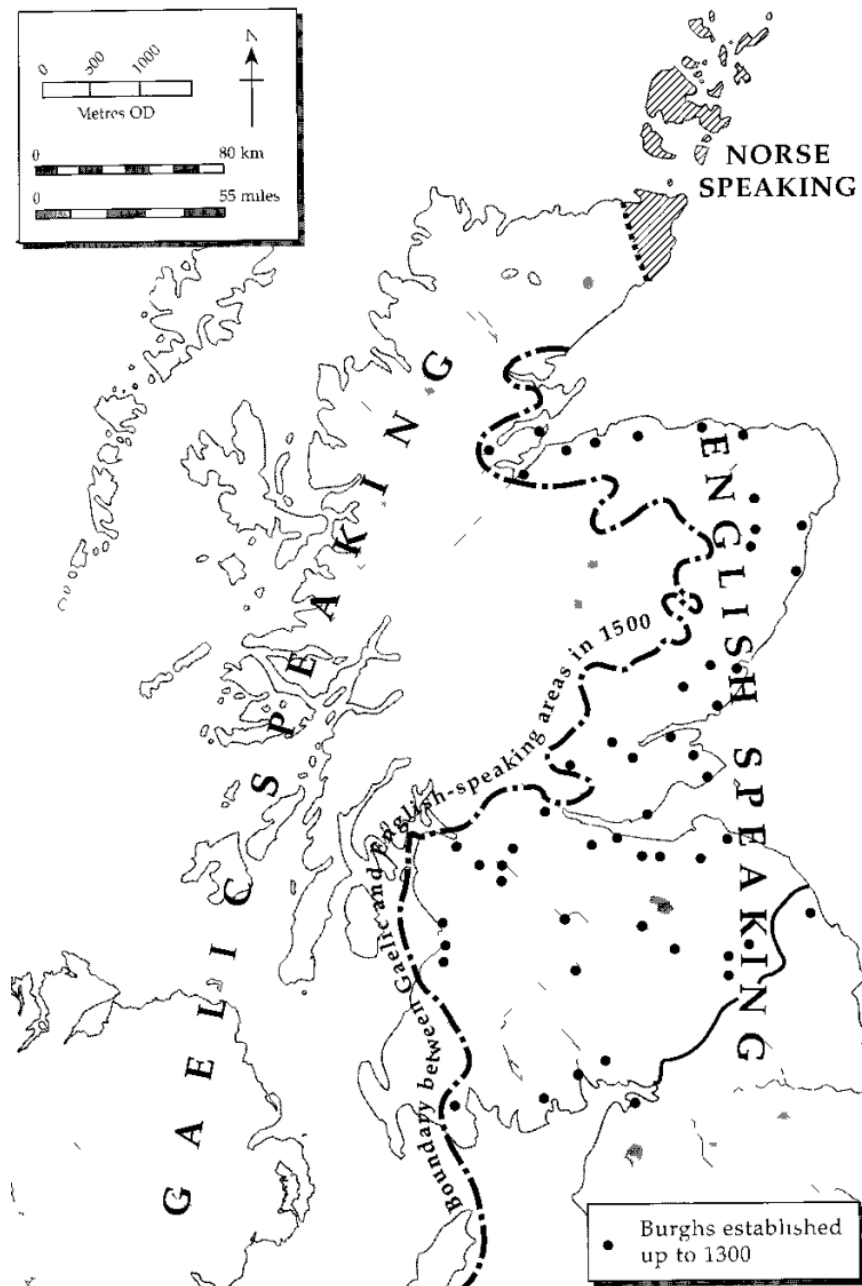 0 500 1000
Metres OD
N
0 80 km
0 55 miles
NORSE
SPEAKING
GAELIC SPEAKING
ENGLISH SPEAKING
Boundary between Gaelic and English-speaking areas in 1500
Burghs established
up to 1300